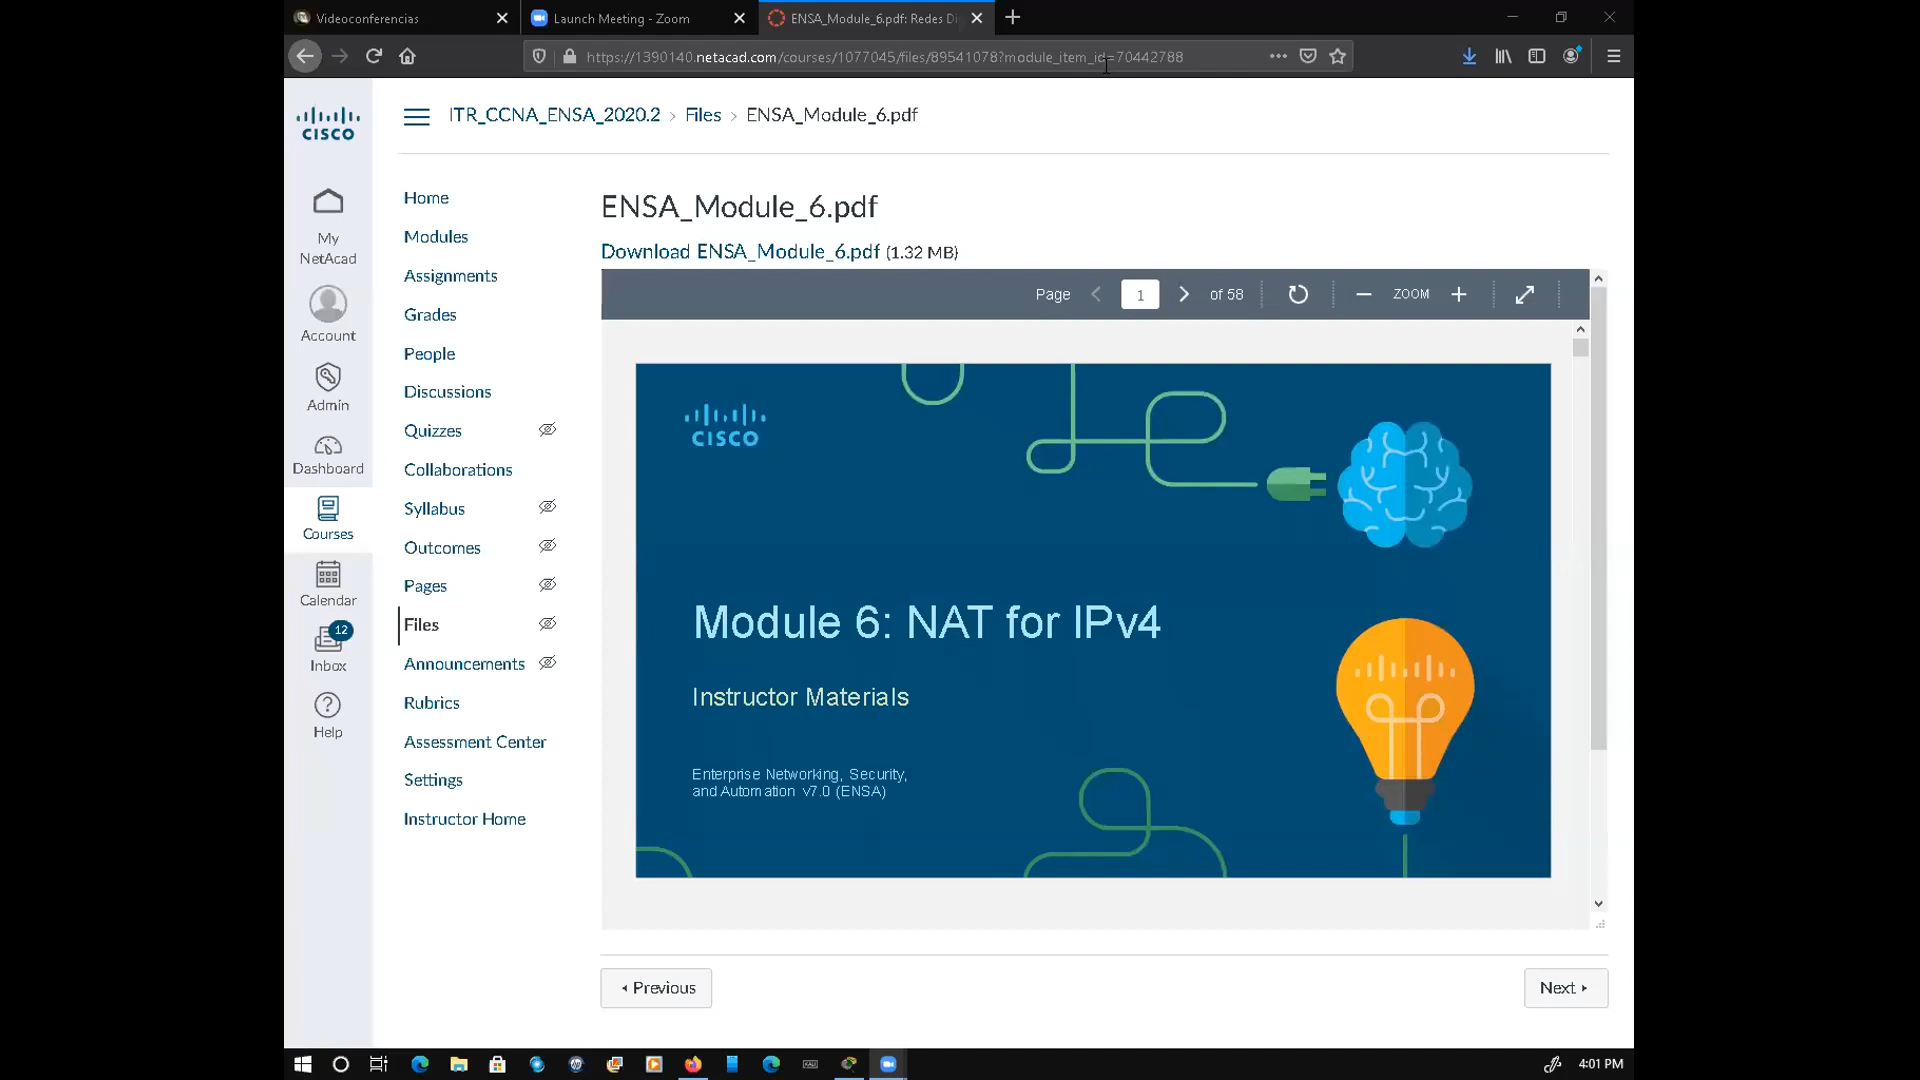 Videoconferencias
Launch Meeting - Zoom
ENSA_Module_6.pdf: Redes Di
https://1390140.netacad.com/courses/1077045/files/89541078?module_item_id=70442788
CISCO
ITR_CCNA_ENSA_2020.2 › Files › ENSA_Module_6.pdf
My NetAcad
Account
Admin
Dashboard
Courses
Calendar
12
Inbox
Help
Home
Modules
Assignments
Grades
People
Discussions
Quizzes
Collaborations
Syllabus
Outcomes
Pages
Files
Announcements
Rubrics
Assessment Center
Settings
Instructor Home
ENSA_Module_6.pdf
Download ENSA_Module_6.pdf (1.32 MB)
Page 1 of 58 ZOOM
CISCO
Module 6: NAT for IPv4
Instructor Materials
Enterprise Networking, Security,
and Automation v7.0 (ENSA)
Previous
Next
4:01 PM